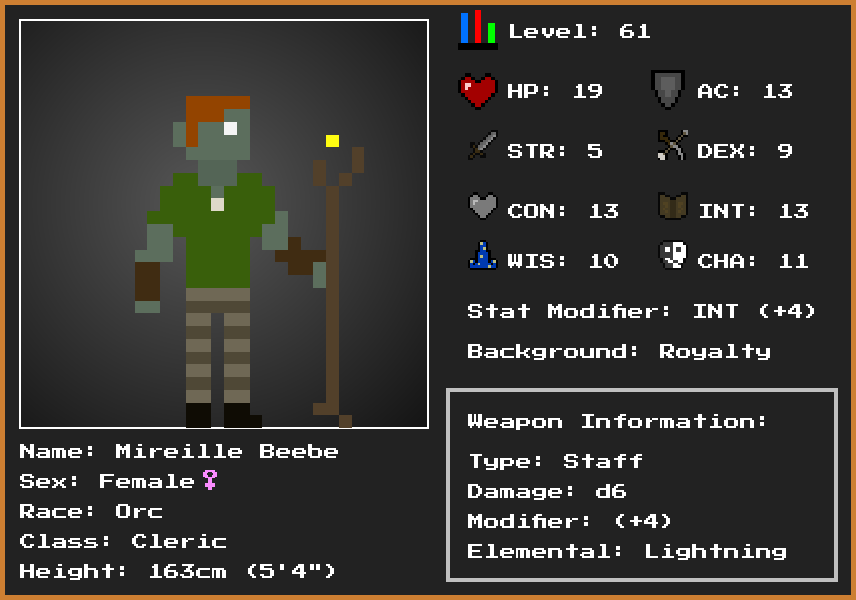 Level: 61
HP: 19 AC: 13
STR: 5 DEX: 9
CON: 13 INT: 13
WIS: 10 CHA: 11
Stat Modifier: INT (+4)
Background: Royalty
Weapon Information:
Type: Staff
Damage: d6
Modifier: (+4)
Elemental: Lightning
Name: Mireille Beebe
Sex: Female♀
Race: Orc
Class: Cleric
Height: 163cm (5'4")